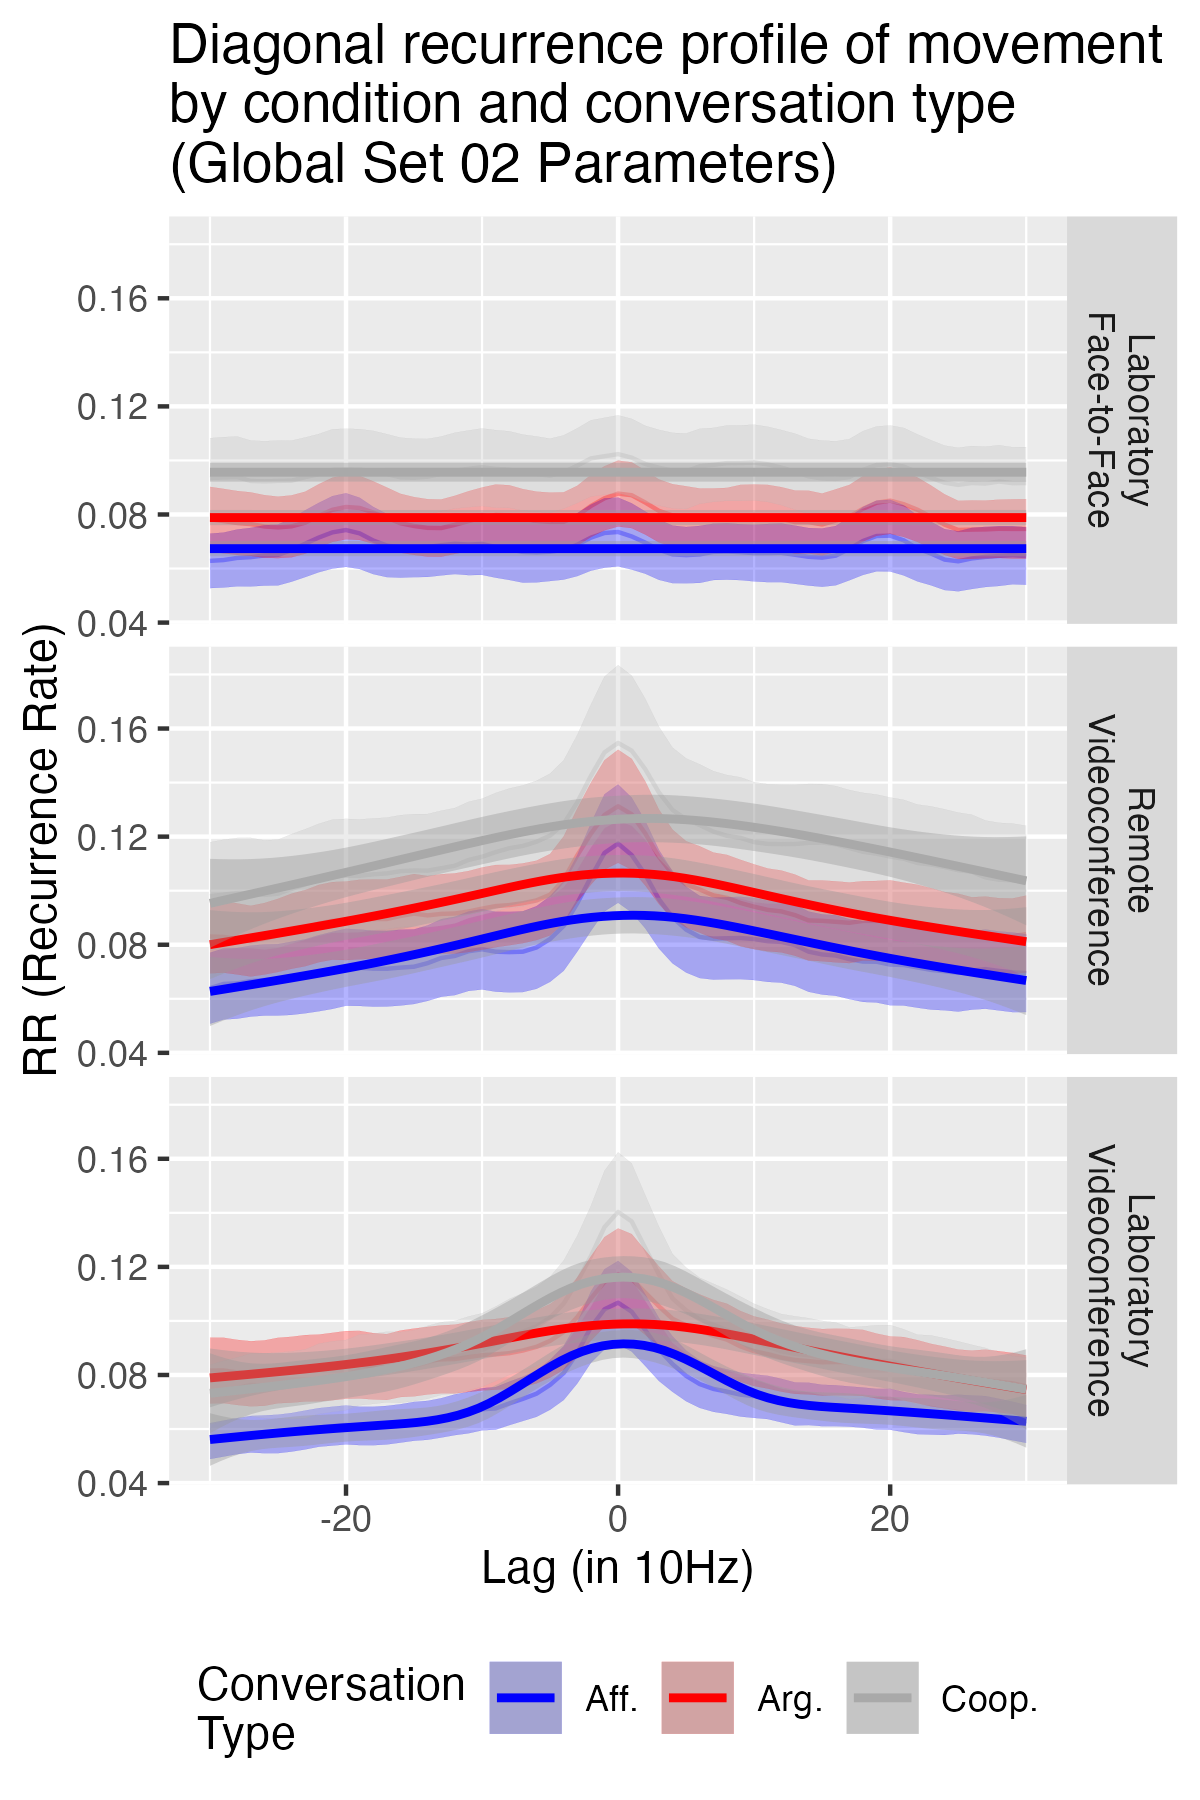 Diagonal recurrence profile of movement
by condition and conversation type
(Global Set 02 Parameters)
RR (Recurrence Rate)
0.16
0.12
0.08
0.04
Laboratory
Face-to-Face
0.16
0.12
0.08
0.04
Remote
Videoconference
0.16
0.12
0.08
0.04
Laboratory
Videoconference
-20 0 20
Lag (in 10Hz)
Conversation
Type
Aff. Arg. Coop.